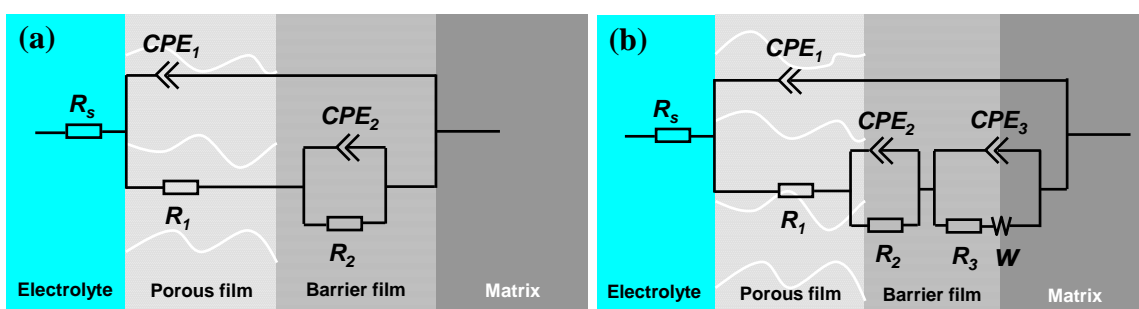 (a)
CPE1
Rs
CPE2
R1
R2
Electrolyte
Porous film
Barrier film
Matrix
(b)
CPE1
Rs
CPE2
CPE3
R1
R2
R3
W
Electrolyte
Porous film
Barrier film
Matrix